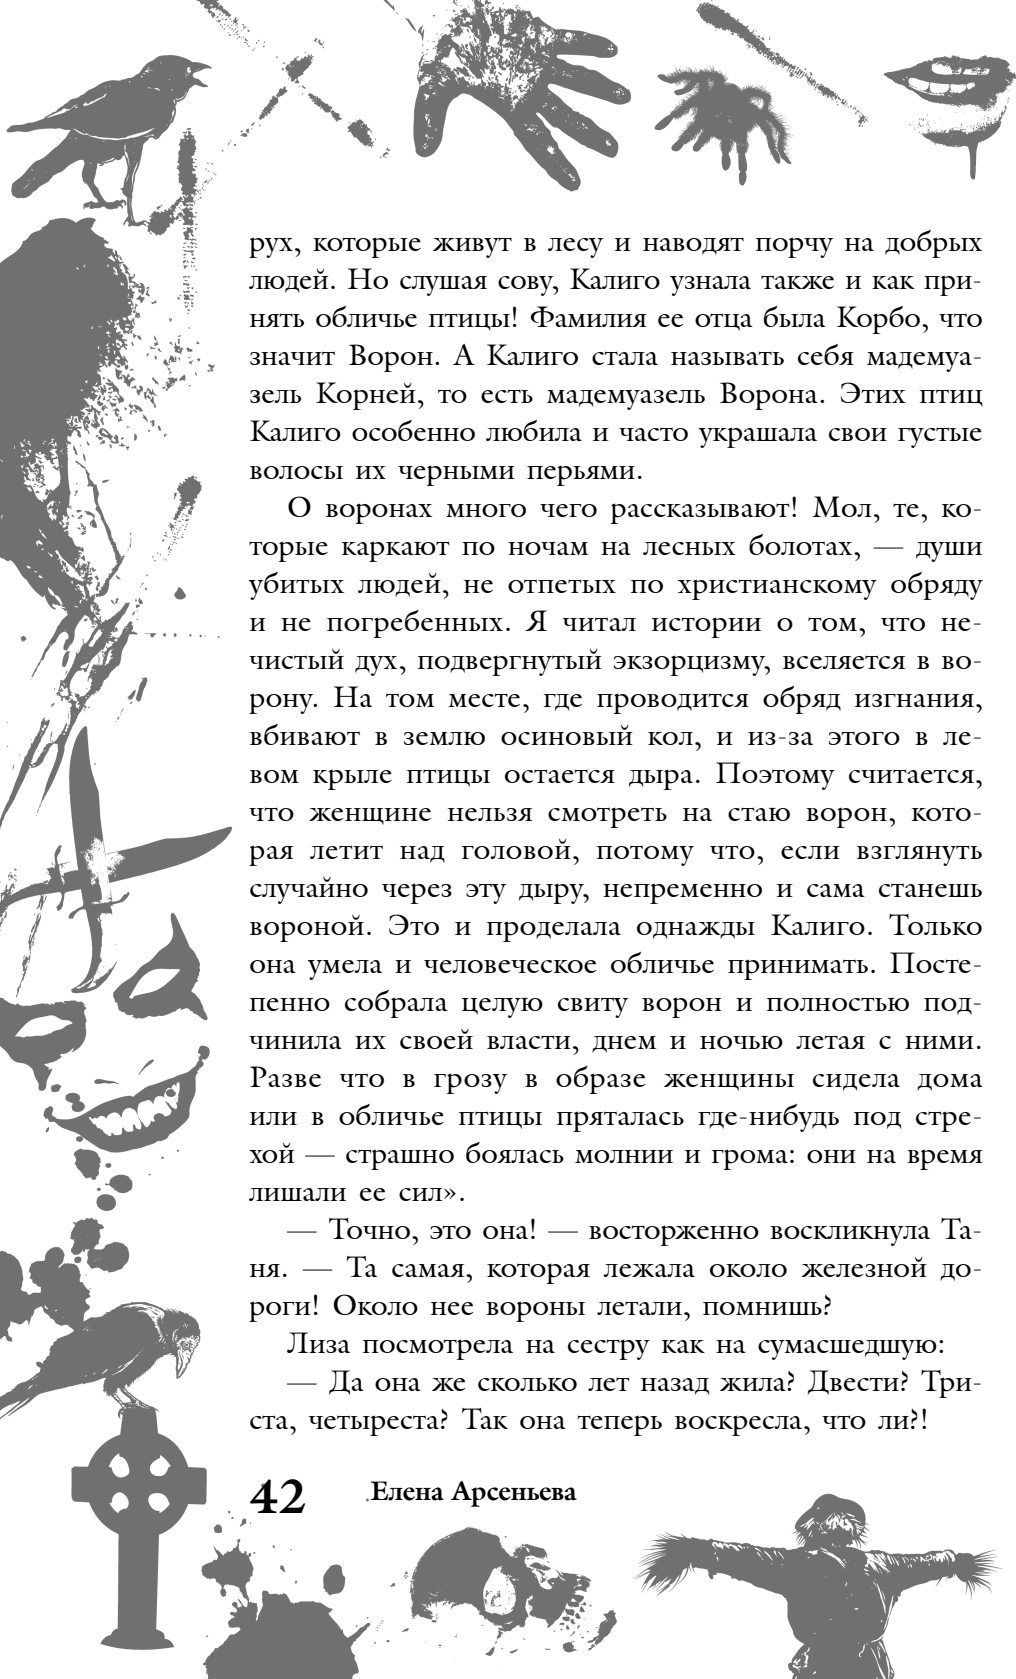 рух, которые живут в лесу и наводят порчу на добрых
людей. Но слушая сову, Калиго узнала также и как при-
нять обличье птицы! Фамилия ее отца была Корбо, что
значит Ворон. А Калиго стала называть себя мадемуа-
зель Корней, то есть мадемуазель Ворона. Этих птиц
Калиго особенно любила и часто украшала свои густые
волосы их черными перьями.
О воронах много чего рассказывают! Мол, те, ко-
торые каркают по ночам на лесных болотах, — души
убитых людей, не отпетых по христианскому обряду
и не погребенных. Я читал истории о том, что не-
чистый дух, подвергнутый экзорцизму, вселяется в во-
рону. На том месте, где проводится обряд изгнания,
вбивают в землю осиновый кол, и из-за этого в ле-
вом крыле птицы остается дыра. Поэтому считается,
что женщине нельзя смотреть на стаю ворон, кото-
рая летит над головой, потому что, если взглянуть
случайно через эту дыру, непременно и сама станешь
вороной. Это и проделала однажды Калиго. Только
она умела и человеческое обличье принимать. Посте-
пенно собрала целую свиту ворон и полностью под-
чинила их своей власти, днем и ночью летая с ними.
Разве что в грозу в образе женщины сидела дома
или в обличье птицы пряталась где-нибудь под стре-
хой — страшно боялась молнии и грома: они на время
лишали ее сил».
— Точно, это она! — восторженно воскликнула Та-
ня. — Та самая, которая лежала около железной до-
роги! Около нее вороны летали, помнишь?
Лиза посмотрела на сестру как на сумасшедшую:
— Да она же сколько лет назад жила? Двести? Три-
ста, четыреста? Так она теперь воскресла, что ли?!
42 Елена Арсеньева